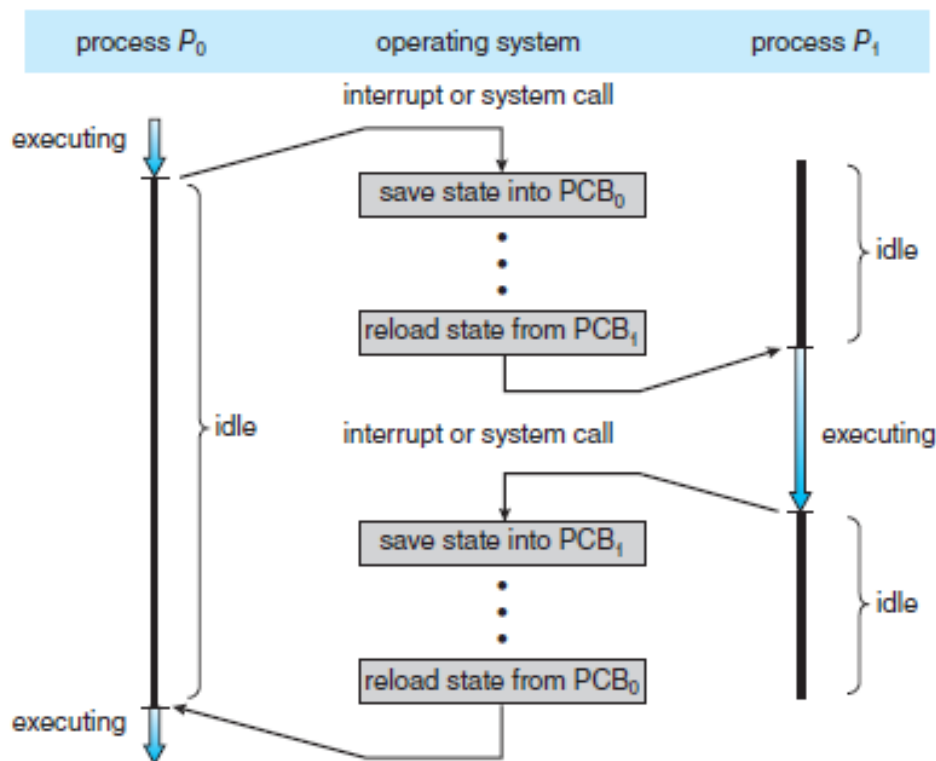 process P₀ operating system process P₁
interrupt or system call
executing
save state into PCB₀
idle
reload state from PCB₁
idle
interrupt or system call
executing
save state into PCB₁
idle
reload state from PCB₀
executing